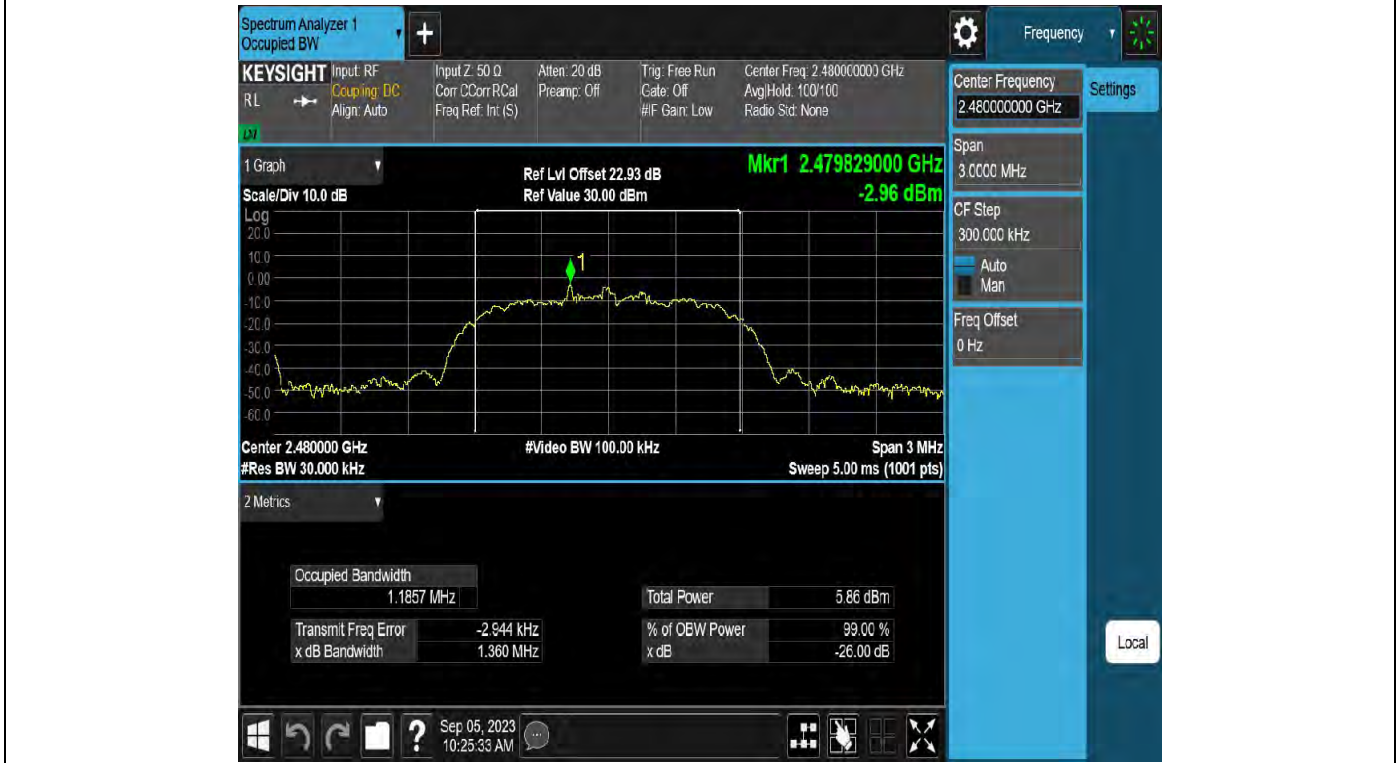 Spectrum Analyzer 1
Occupied BW
+
Frequency
KEYSIGHT
RL
Input: RF
Coupling: DC
Align: Auto
Input Z: 50 Ω
Corr CCorr RCal
Freq Ref: Int (S)
Atten: 20 dB
Preamp: Off
Trig: Free Run
Gate: Off
#IF Gain: Low
Center Freq: 2.480000000 GHz
Avg|Hold: 100/100
Radio Std: None
1 Graph
Scale/Div 10.0 dB
Ref Lvl Offset 22.93 dB
Ref Value 30.00 dBm
Mkr1 2.479829000 GHz
-2.96 dBm
Log
20.0
10.0
0.00
-10.0
-20.0
-30.0
-40.0
-50.0
-60.0
1
Center 2.480000 GHz
#Video BW 100.00 kHz
Span 3 MHz
#Res BW 30.000 kHz
Sweep 5.00 ms (1001 pts)
2 Metrics
Occupied Bandwidth
1.1857 MHz
Total Power 5.86 dBm
Transmit Freq Error -2.944 kHz
% of OBW Power 99.00 %
x dB Bandwidth 1.360 MHz
x dB -26.00 dB
Center Frequency
2.480000000 GHz
Settings
Span
3.0000 MHz
CF Step
300.000 kHz
Auto
Man
Freq Offset
0 Hz
Local
?
Sep 05, 2023
10:25:33 AM